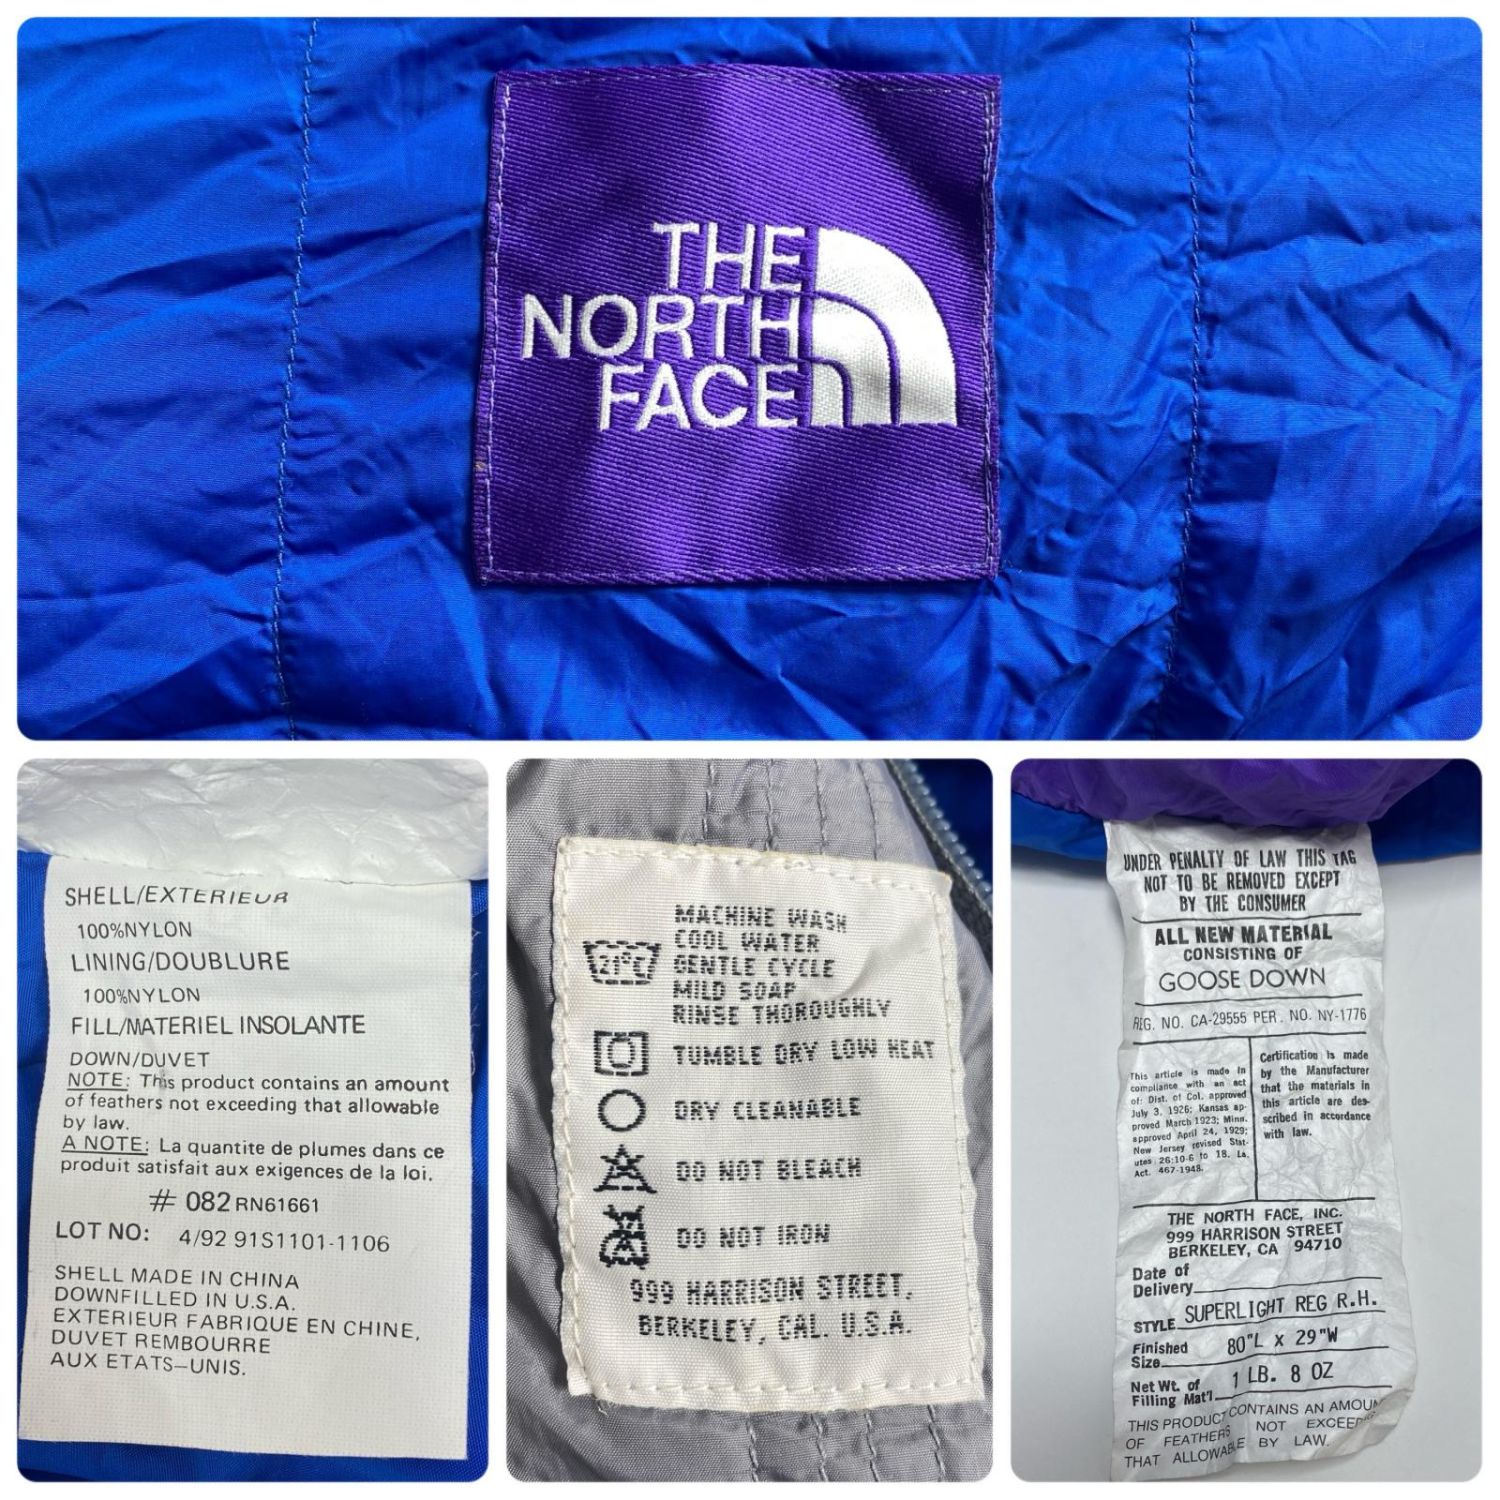 THE
NORTH
FACE
SHELL/EXTERIEUR
100%NYLON
LINING/DOUBLURE
100%NYLON
FILL/MATERIEL INSOLANTE
DOWN/DUVET
NOTE: This product contains an amount
of feathers not exceeding that allowable
by law.
A NOTE: La quantite de plumes dans ce
produit satisfait aux exigences de la loi.
# 082 RN61661
LOT NO: 4/92 91S1101-1106
SHELL MADE IN CHINA
DOWNFILLED IN U.S.A.
EXTERIEUR FABRIQUE EN CHINE,
DUVET REMBOURRE
AUX ETATS-UNIS.
MACHINE WASH
COOL WATER
21°C GENTLE CYCLE
MILD SOAP
RINSE THOROUGHLY
TUMBLE DRY LOW HEAT
DRY CLEANABLE
DO NOT BLEACH
DO NOT IRON
999 HARRISON STREET,
BERKELEY, CAL. U.S.A.
UNDER PENALTY OF LAW THIS TAG
NOT TO BE REMOVED EXCEPT
BY THE CONSUMER
ALL NEW MATERIAL
CONSISTING OF
GOOSE DOWN
REG. NO. CA-29555 PER. NO. NY-1776
This article is made in
compliance with an act
of: Dist. of Col. approved
July 3, 1926; Kansas ap-
proved March 1923; Minn.
approved April 24, 1929;
New Jersey revised Stat-
utes 26:10-6 to 18. La.
Act. 467-1948.
Certification is made
by the Manufacturer
that the materials in
this article are des-
scribed in accordance
with law.
THE NORTH FACE, INC.
999 HARRISON STREET
BERKELEY, CA 94710
Date of
Delivery
STYLE SUPERLIGHT REG R.H.
Finished
Size 80"L x 29"W
Net Wt. of
Filling Mat'l 1 LB. 8 OZ
THIS PRODUCT CONTAINS AN AMOUN
OF FEATHERS NOT EXCEEDING
THAT ALLOWABLE BY LAW.